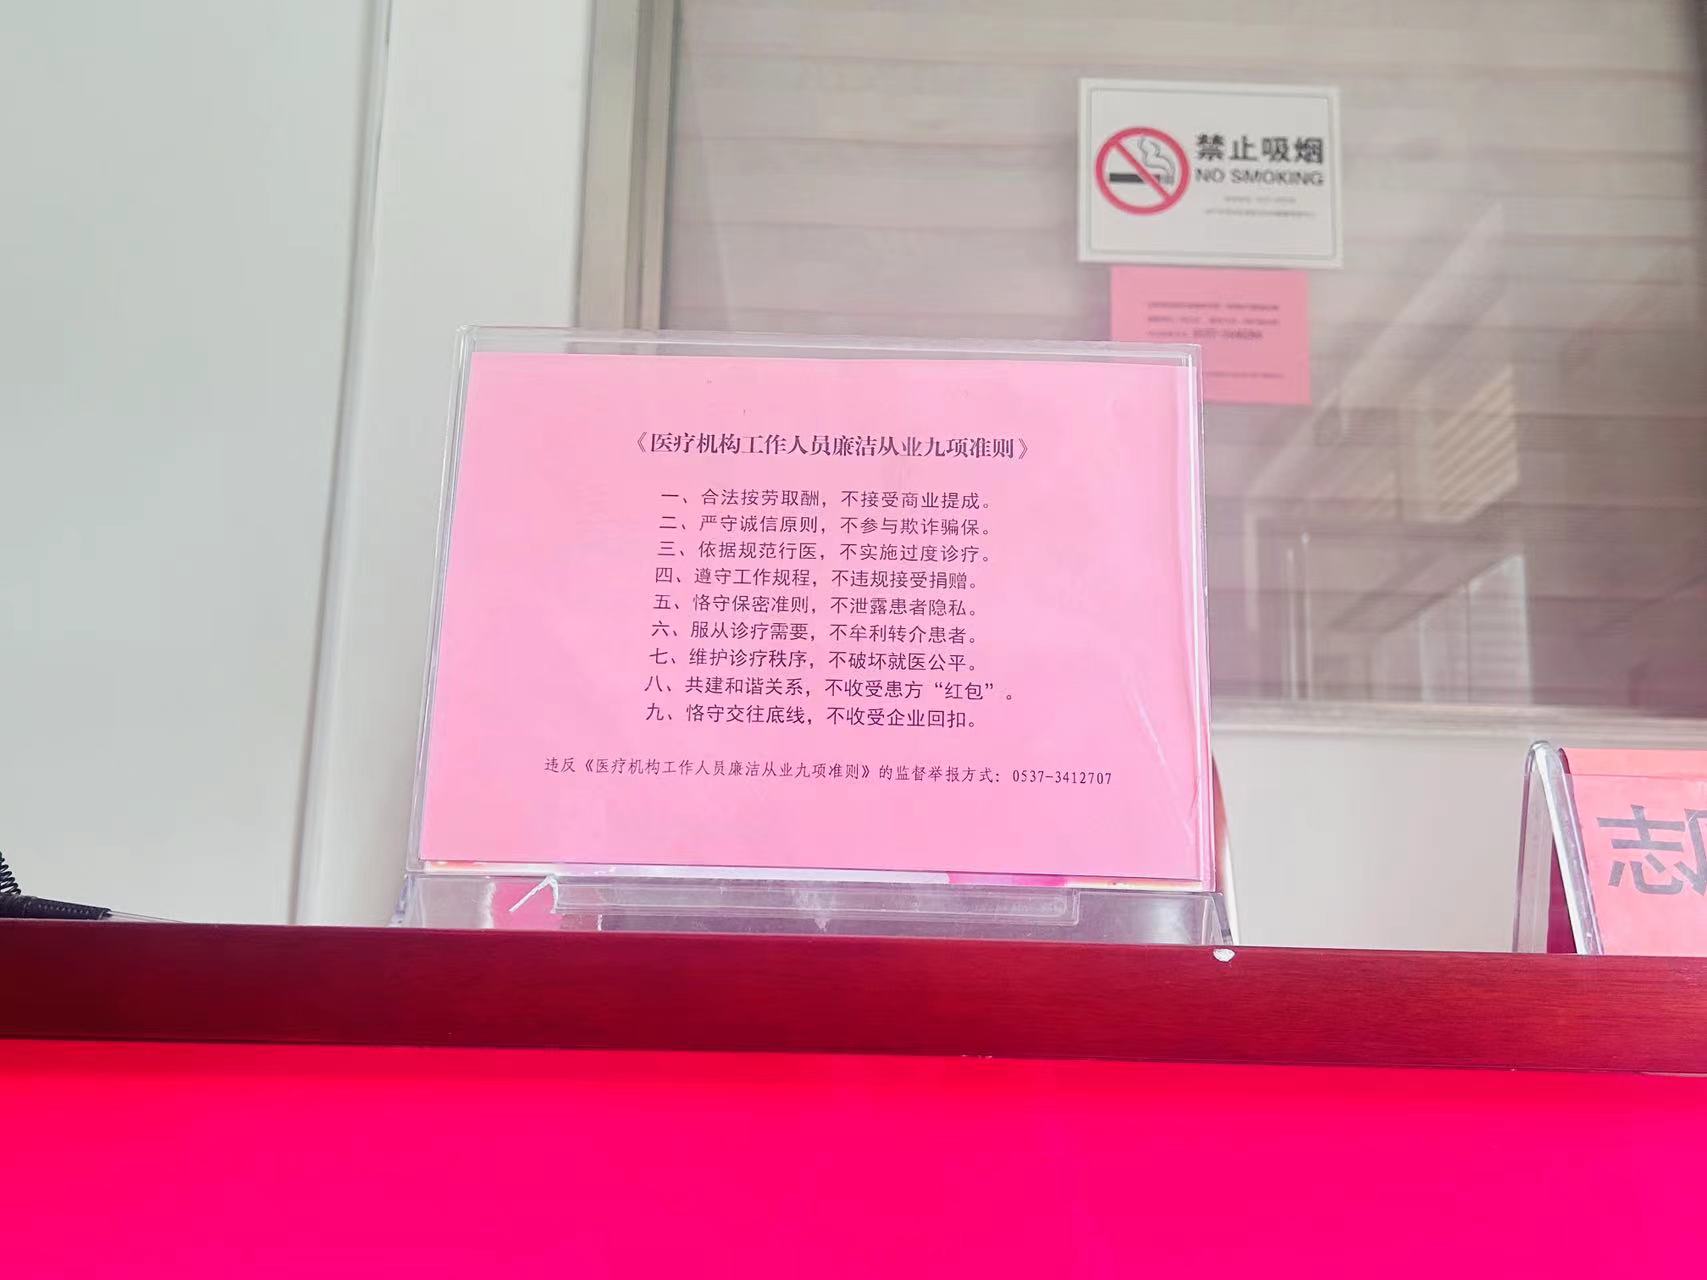 禁止吸烟
NO SMOKING
《医疗机构工作人员廉洁从业九项准则》
一、合法按劳取酬，不接受商业提成。
二、严守诚信原则，不参与欺诈骗保。
三、依据规范行医，不实施过度诊疗。
四、遵守工作规程，不违规接受捐赠。
五、恪守保密准则，不泄露患者隐私。
六、服从诊疗需要，不牟利转介患者。
七、维护诊疗秩序，不破坏就医公平。
八、共建和谐关系，不收受患方“红包”。
九、恪守交往底线，不收受企业回扣。
违反《医疗机构工作人员廉洁从业九项准则》的监督举报方式：0537-3412707
志